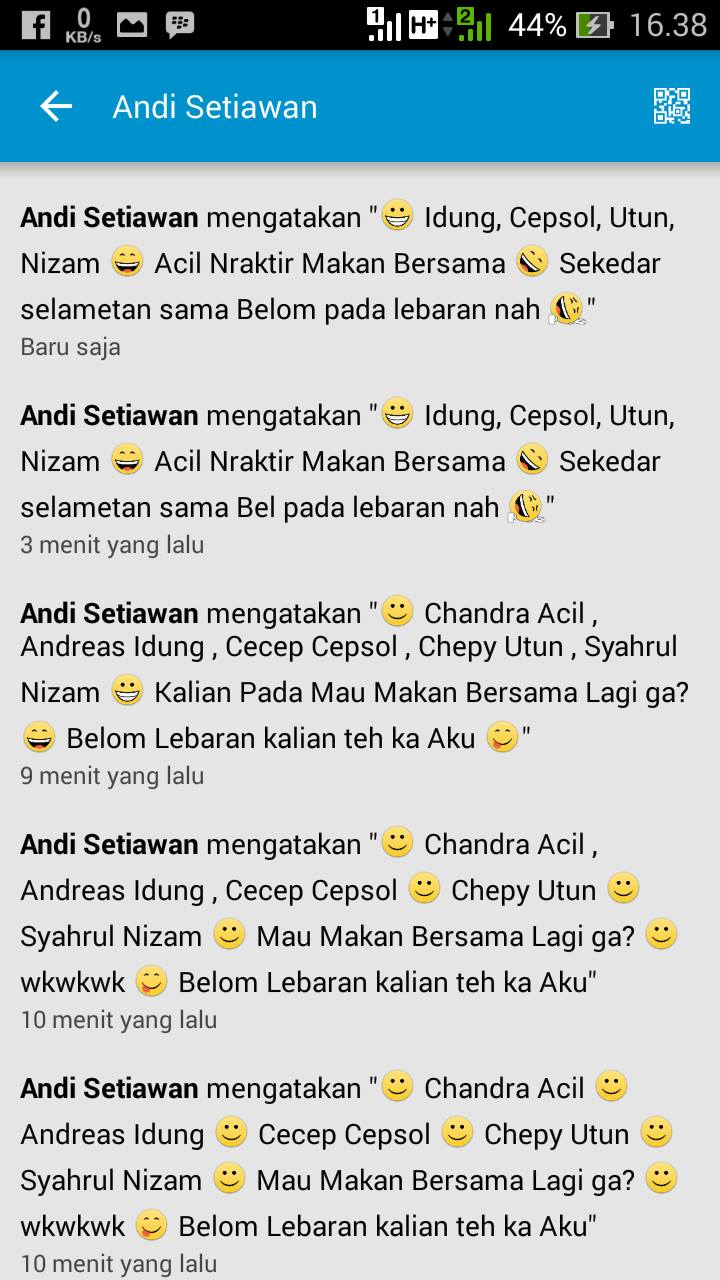 0
KB/s
1
H+
2
44%
16.38
Andi Setiawan
Andi Setiawan mengatakan "😀 Idung, Cepsol, Utun,
Nizam 😄 Acil Nraktir Makan Bersama 🤣 Sekedar
selametan sama Belom pada lebaran nah 🤣"
Baru saja
Andi Setiawan mengatakan "😀 Idung, Cepsol, Utun,
Nizam 😄 Acil Nraktir Makan Bersama 🤣 Sekedar
selametan sama Bel pada lebaran nah 🤣"
3 menit yang lalu
Andi Setiawan mengatakan "🙂 Chandra Acil ,
Andreas Idung , Cecep Cepsol , Chepy Utun , Syahrul
Nizam 😀 Kalian Pada Mau Makan Bersama Lagi ga?
😄 Belom Lebaran kalian teh ka Aku 😜"
9 menit yang lalu
Andi Setiawan mengatakan "🙂 Chandra Acil ,
Andreas Idung , Cecep Cepsol 🙂 Chepy Utun 🙂
Syahrul Nizam 🙂 Mau Makan Bersama Lagi ga? 🙂
wkwkwk 😜 Belom Lebaran kalian teh ka Aku"
10 menit yang lalu
Andi Setiawan mengatakan "🙂 Chandra Acil 🙂
Andreas Idung 🙂 Cecep Cepsol 🙂 Chepy Utun 🙂
Syahrul Nizam 🙂 Mau Makan Bersama Lagi ga? 🙂
wkwkwk 😜 Belom Lebaran kalian teh ka Aku"
10 menit yang lalu